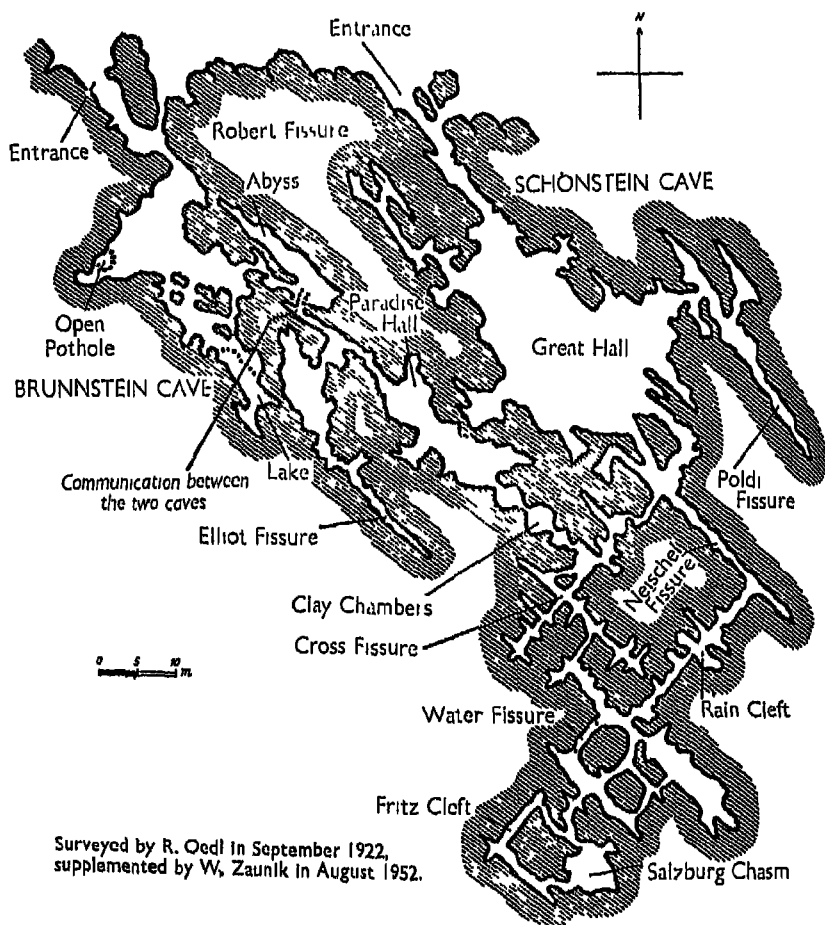 Entrance
N
Entrance
Robert Fissure
Abyss
SCHÖNSTEIN CAVE
Open
Pothole
Paradise
Hall
Great Hall
BRUNNSTEIN CAVE
Communication between
the two caves
Lake
Elliot Fissure
Poldi
Fissure
Clay Chambers
Neischel
Fissure
Cross Fissure
0 5 10
m
Water Fissure
Rain Cleft
Fritz Cleft
Salzburg Chasm
Surveyed by R. Oedl in September 1922,
supplemented by W. Zaunik in August 1952.